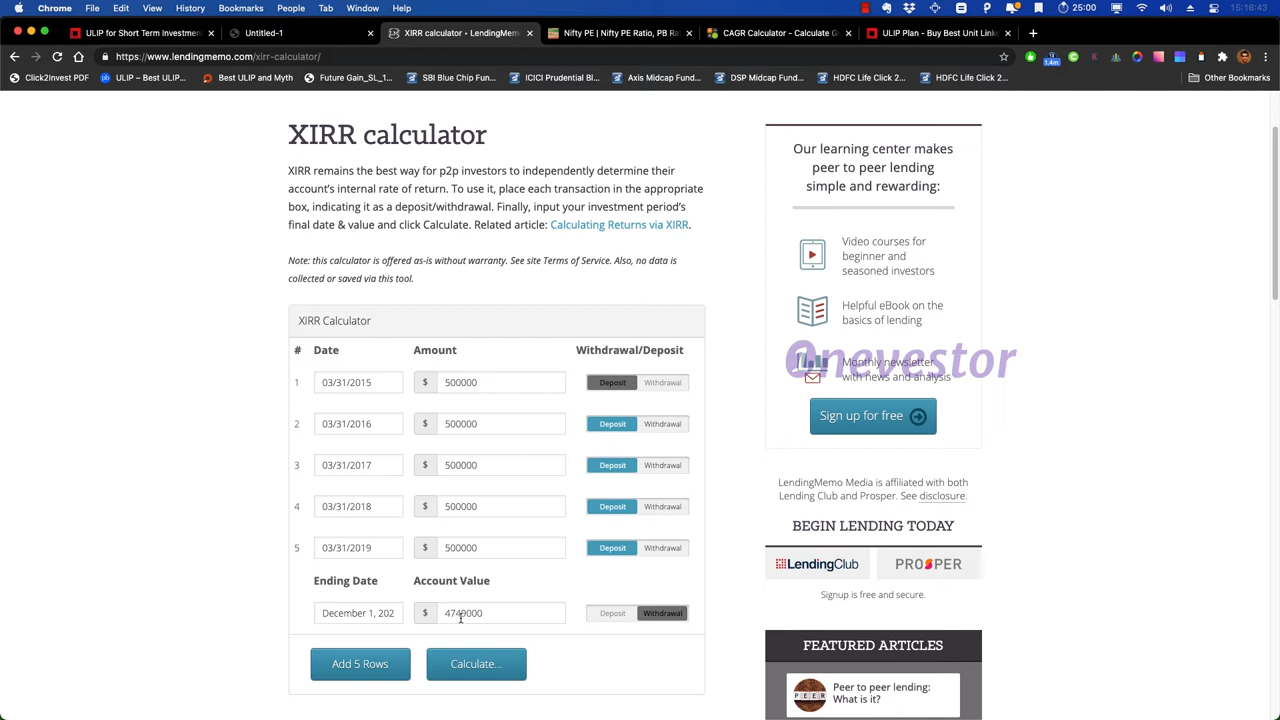 Chrome File Edit View History Bookmarks People Tab Window Help 25:00 15:16:43
ULIP for Short Term Investment Untitled-1 XIRR calculator • LendingMe Nifty PE | Nifty PE Ratio, PB Ra CAGR Calculator - Calculate G ULIP Plan - Buy Best Unit Link
https://www.lendingmemo.com/xirr-calculator/ 1.4m
Click2Invest PDF ULIP – Best ULIP... Best ULIP and Myth Future Gain_SL_1... SBI Blue Chip Fun... ICICI Prudential Bl... Axis Midcap Fund... DSP Midcap Fund... HDFC Life Click 2... HDFC Life Click 2... Other Bookmarks
XIRR calculator
XIRR remains the best way for p2p investors to independently determine their
account's internal rate of return. To use it, place each transaction in the appropriate
box, indicating it as a deposit/withdrawal. Finally, input your investment period's
final date & value and click Calculate. Related article: Calculating Returns via XIRR.
Note: this calculator is offered as-is without warranty. See site Terms of Service. Also, no data is
collected or saved via this tool.
XIRR Calculator
# Date Amount Withdrawal/Deposit
1 03/31/2015 $ 500000 Deposit Withdrawal
2 03/31/2016 $ 500000 Deposit Withdrawal
3 03/31/2017 $ 500000 Deposit Withdrawal
4 03/31/2018 $ 500000 Deposit Withdrawal
5 03/31/2019 $ 500000 Deposit Withdrawal
Ending Date Account Value
December 1, 202 $ 4749000 Deposit Withdrawal
Add 5 Rows Calculate...
Our learning center makes
peer to peer lending
simple and rewarding:
Video courses for
beginner and
seasoned investors
Helpful eBook on the
basics of lending
Monthly newsletter
with news and analysis
nevestor
Sign up for free
LendingMemo Media is affiliated with both
Lending Club and Prosper. See disclosure.
BEGIN LENDING TODAY
LendingClub PROSPER
Signup is free and secure.
FEATURED ARTICLES
PEER
Peer to peer lending:
What is it?